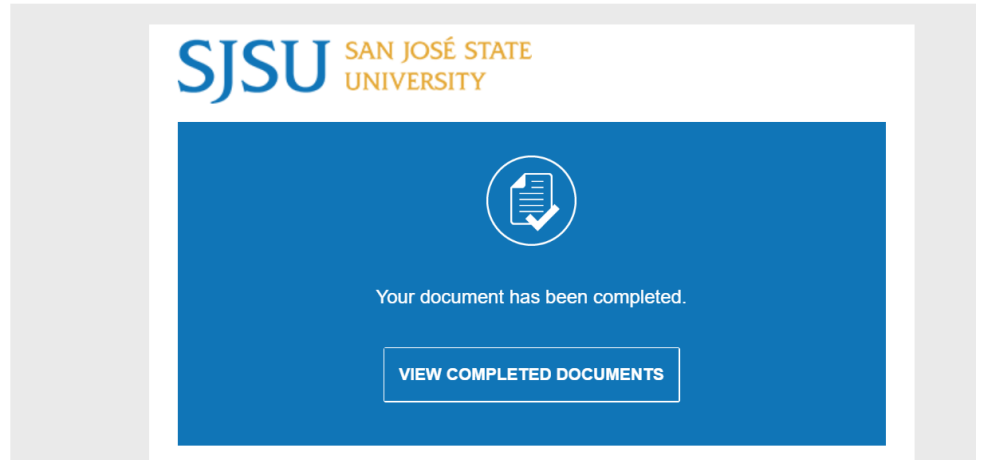 SJSU SAN JOSÉ STATE
UNIVERSITY
Your document has been completed.
VIEW COMPLETED DOCUMENTS